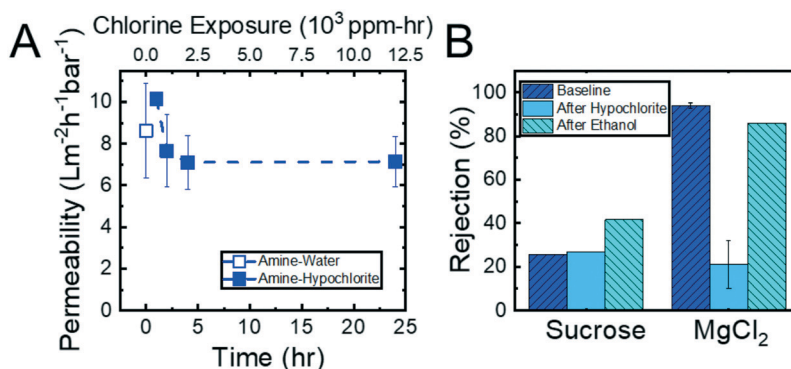 A
Chlorine Exposure (10³ ppm-hr)
0.0 2.5 5.0 7.5 10.0 12.5
Permeability (Lm⁻²h⁻¹bar⁻¹)
10
8
6
4
2
0
Amine-Water
Amine-Hypochlorite
0 5 10 15 20 25
Time (hr)
B
Rejection (%)
100
80
60
40
20
0
Baseline
After Hypochlorite
After Ethanol
Sucrose MgCl₂